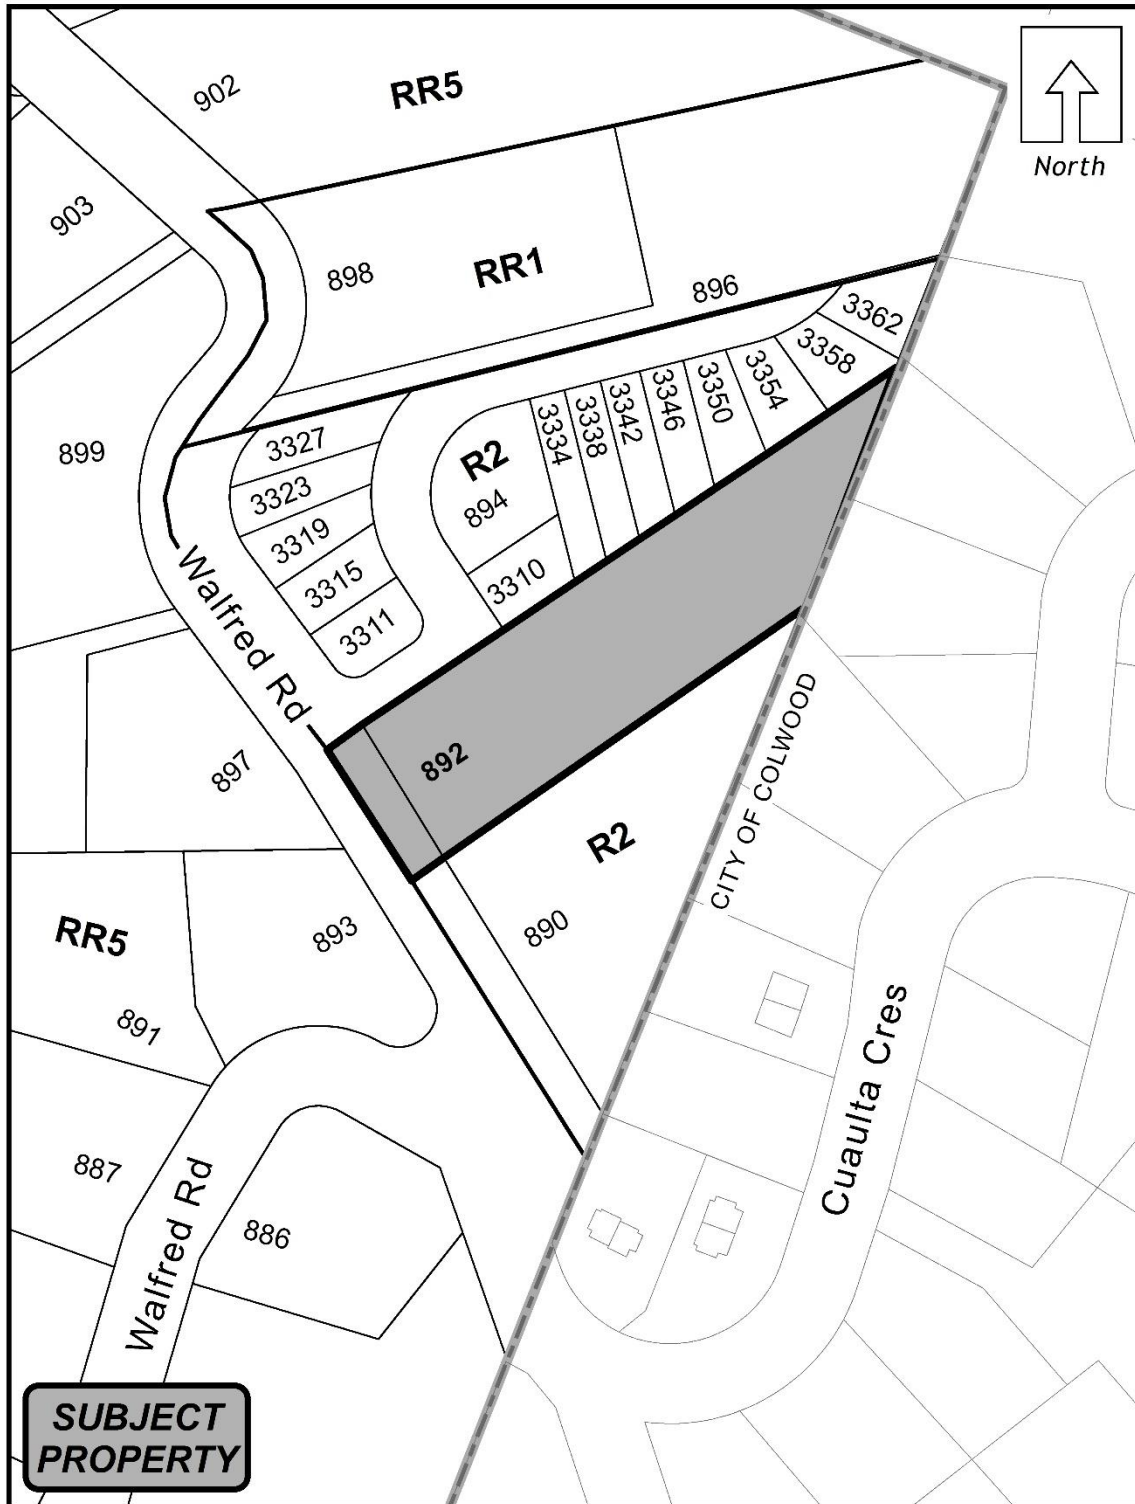 902
RR5
North
903
898
RR1
896
3362
3358
3354
3350
3346
3342
3338
3334
899
3327
3323
3319
3315
3311
R2
894
3310
Walfred Rd
892
897
R2
CITY OF COLWOOD
890
RR5
893
891
Cuaulta Cres
887
886
Walfred Rd
SUBJECT
PROPERTY